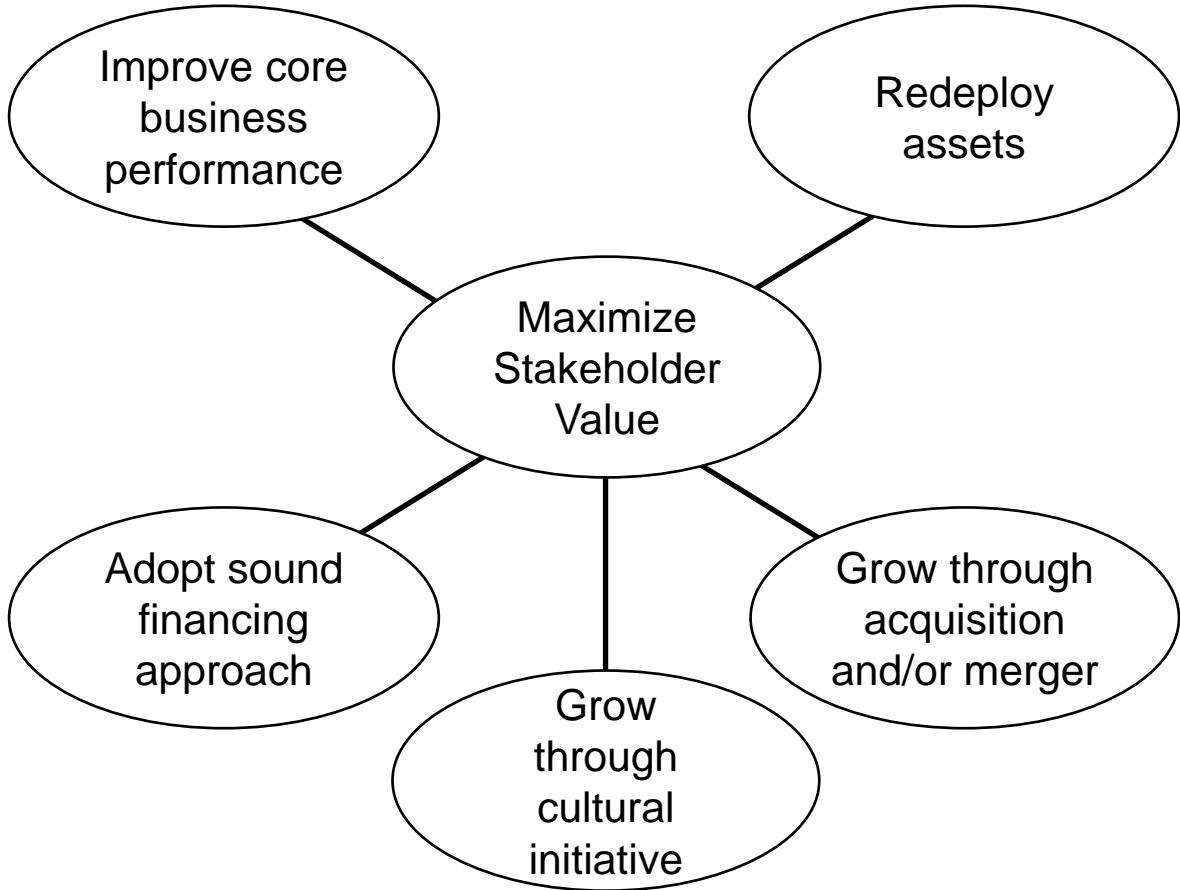 Improve core
business
performance
Redeploy
assets
Maximize
Stakeholder
Value
Adopt sound
financing
approach
Grow through
acquisition
and/or merger
Grow
through
cultural
initiative